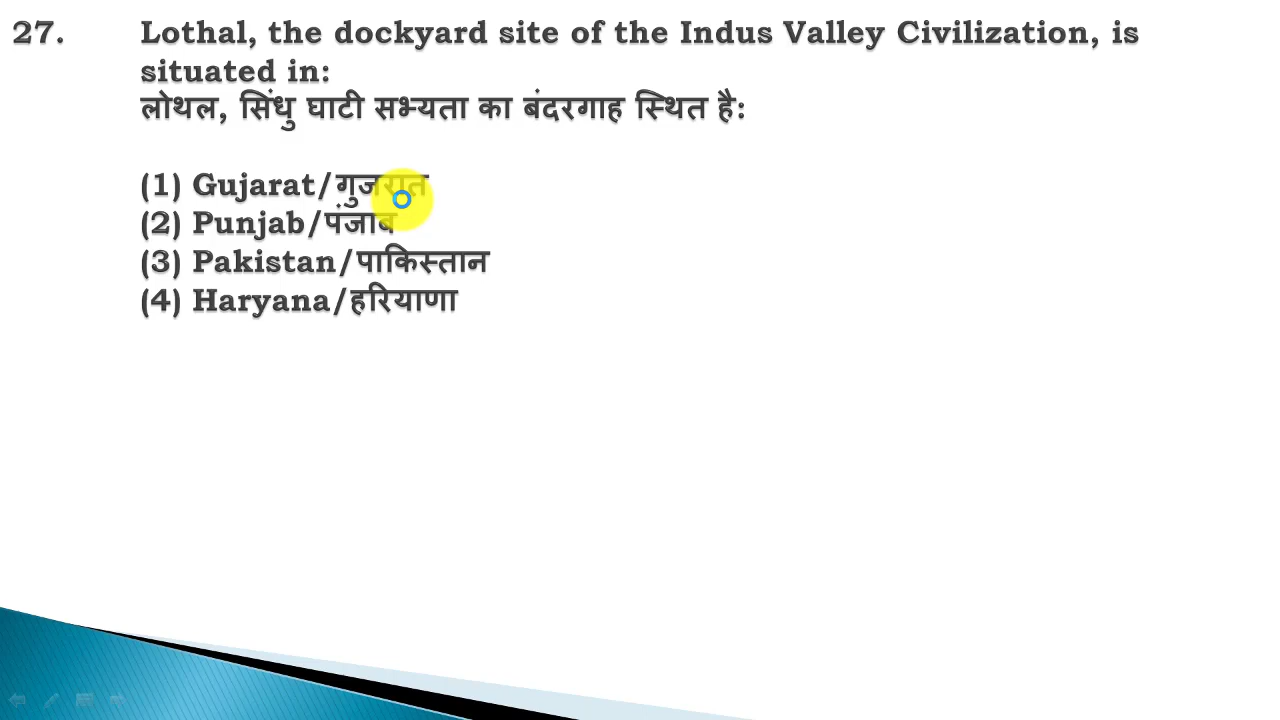 27. Lothal, the dockyard site of the Indus Valley Civilization, is
situated in:
लोथल, सिंधु घाटी सभ्यता का बंदरगाह स्थित है:
(1) Gujarat/गुजरात
(2) Punjab/पंजाब
(3) Pakistan/पाकिस्तान
(4) Haryana/हरियाणा